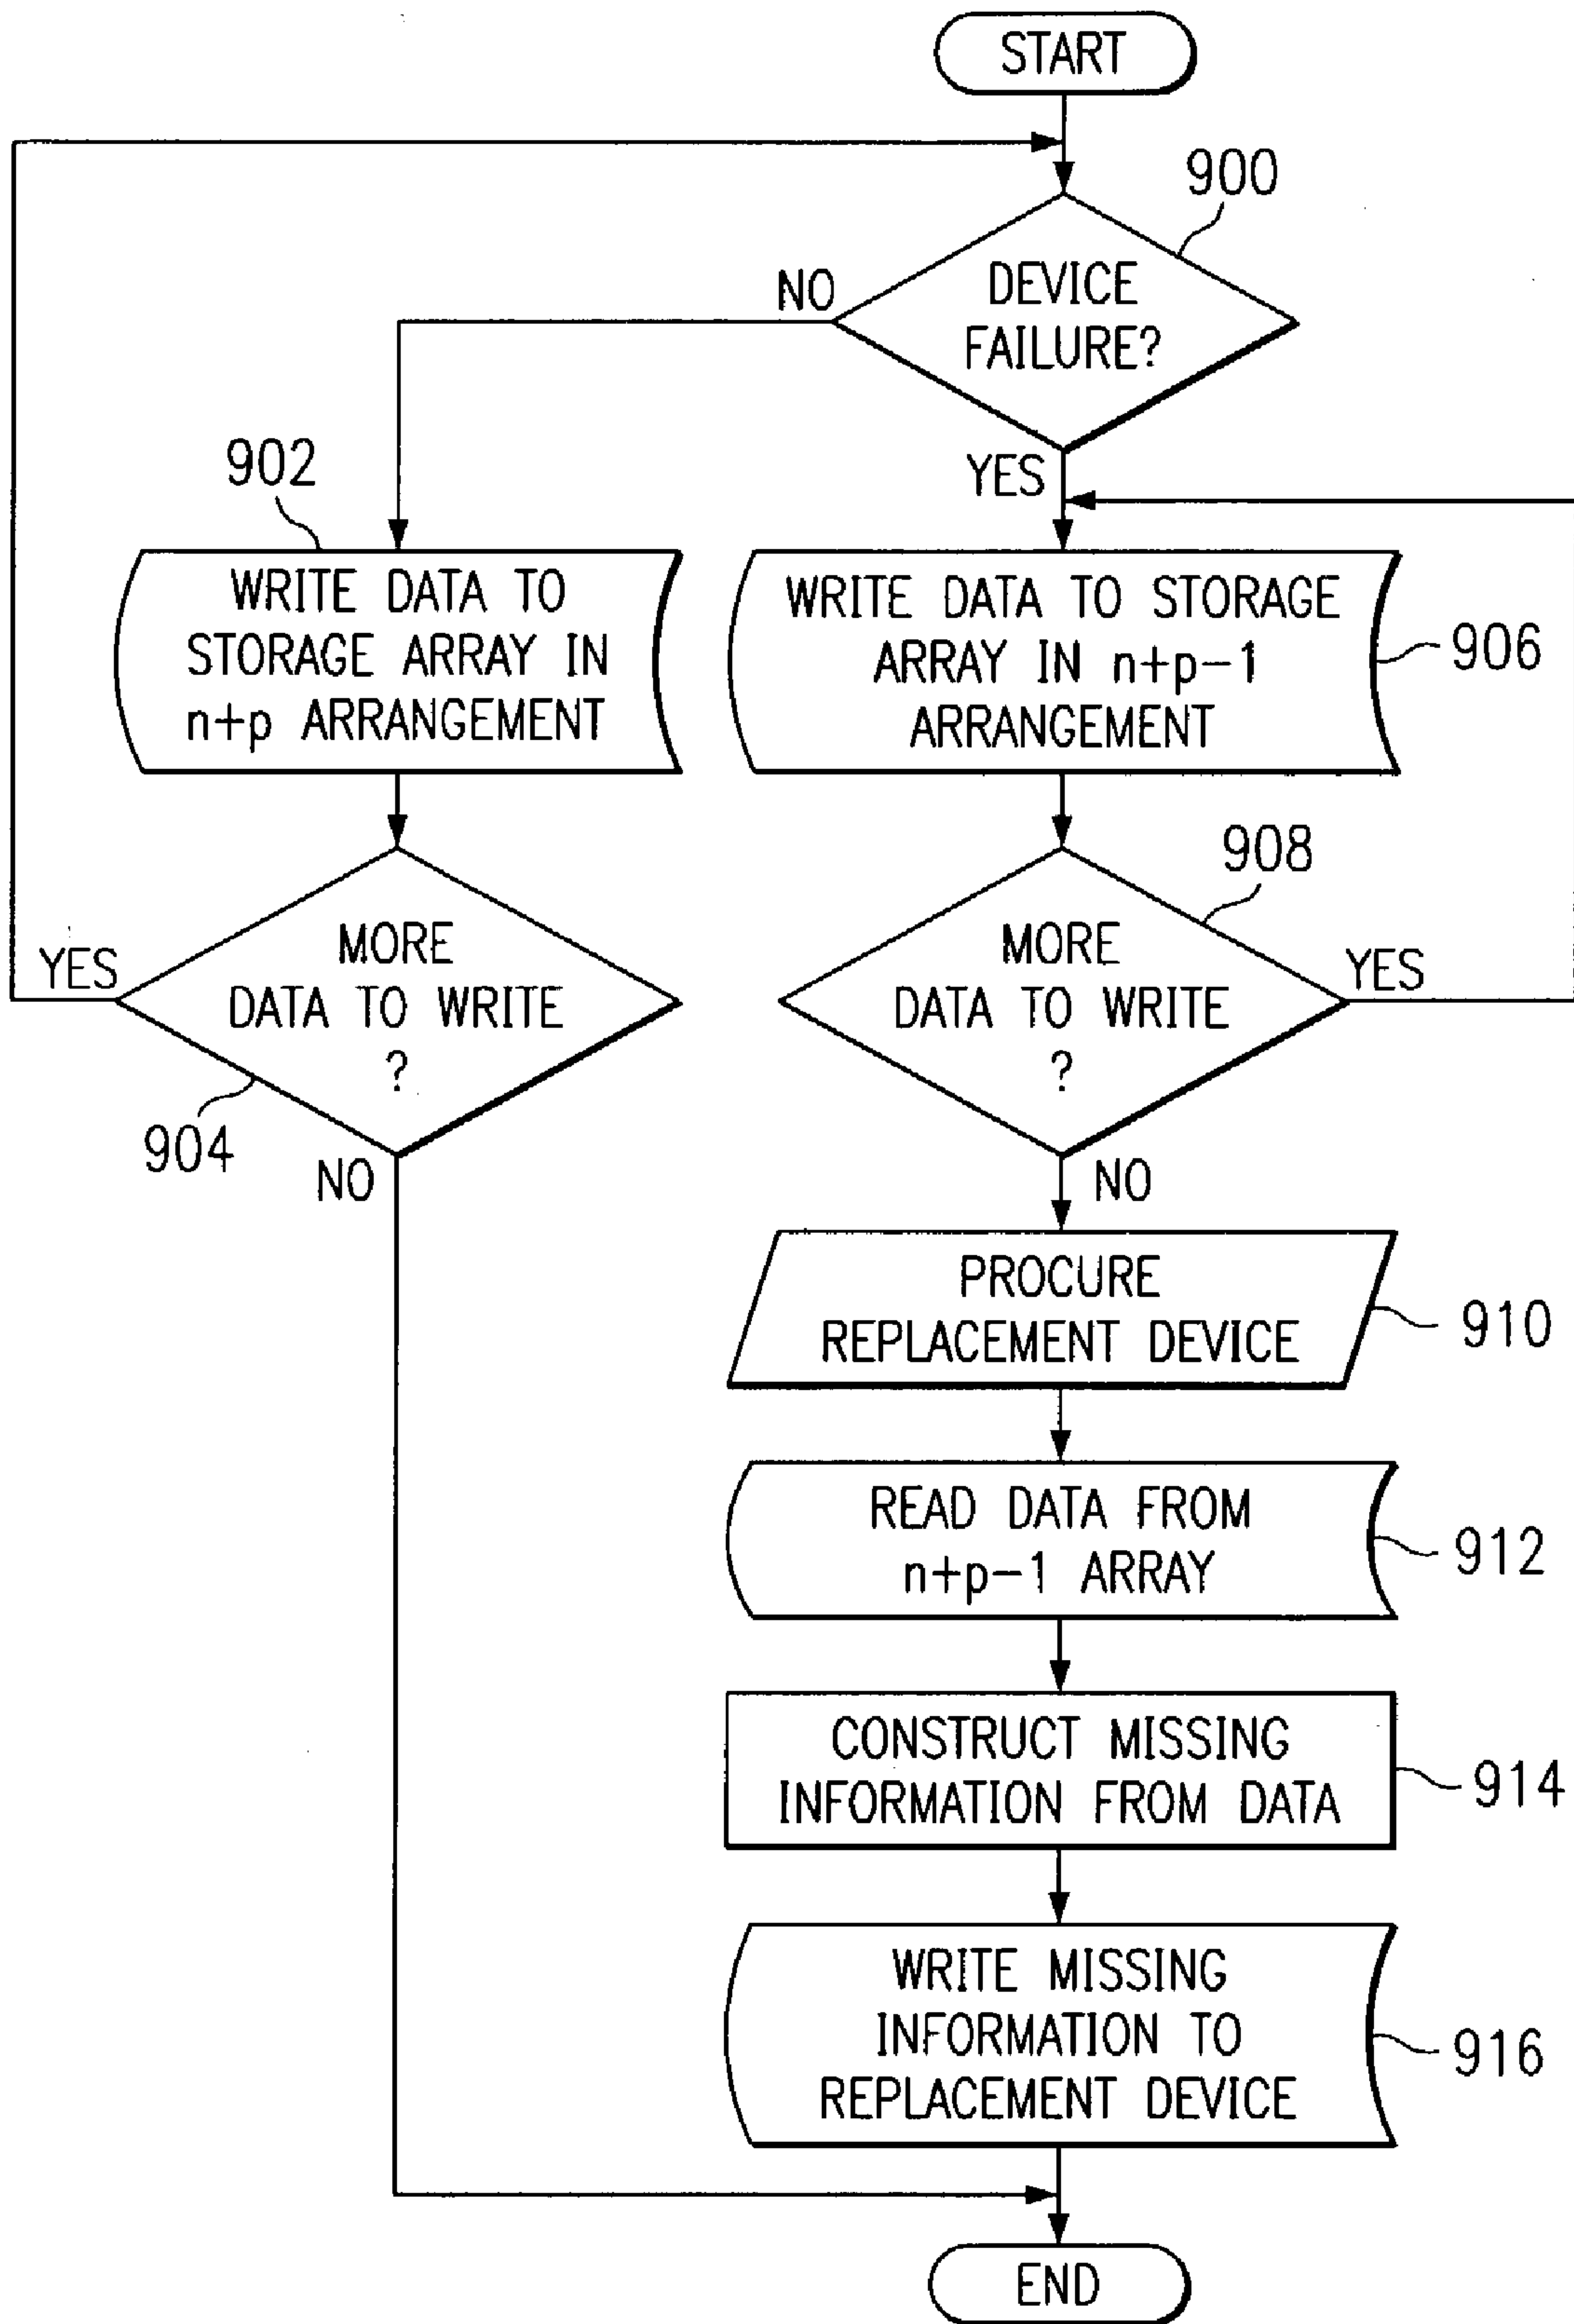 START
900
DEVICE
FAILURE?
NO
YES
902
WRITE DATA TO
STORAGE ARRAY IN
n+p ARRANGEMENT
WRITE DATA TO STORAGE
ARRAY IN n+p-1
ARRANGEMENT
906
MORE
DATA TO WRITE
?
YES
904
NO
908
MORE
DATA TO WRITE
?
YES
NO
PROCURE
REPLACEMENT DEVICE
910
READ DATA FROM
n+p-1 ARRAY
912
CONSTRUCT MISSING
INFORMATION FROM DATA
914
WRITE MISSING
INFORMATION TO
REPLACEMENT DEVICE
916
END